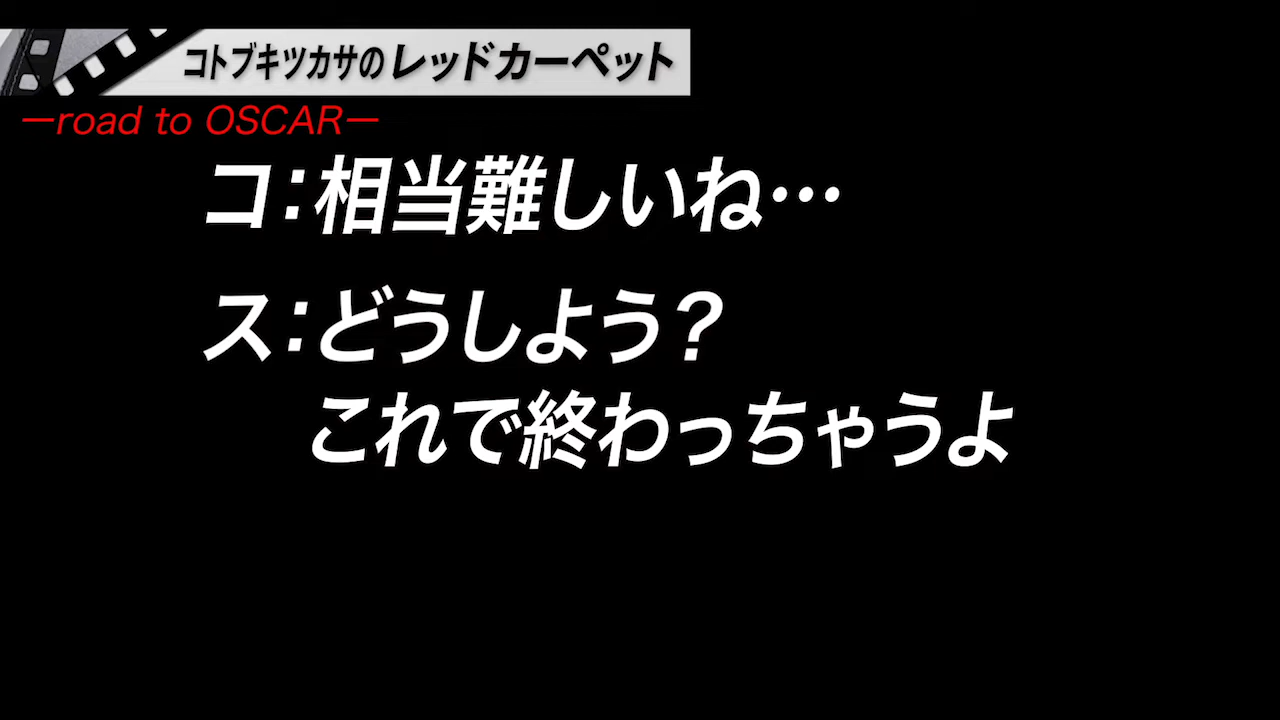 コトブキツカサのレッドカーペット
ーroad to OSCARー
コ：相当難しいね…
ス：どうしよう？
これで終わっちゃうよ